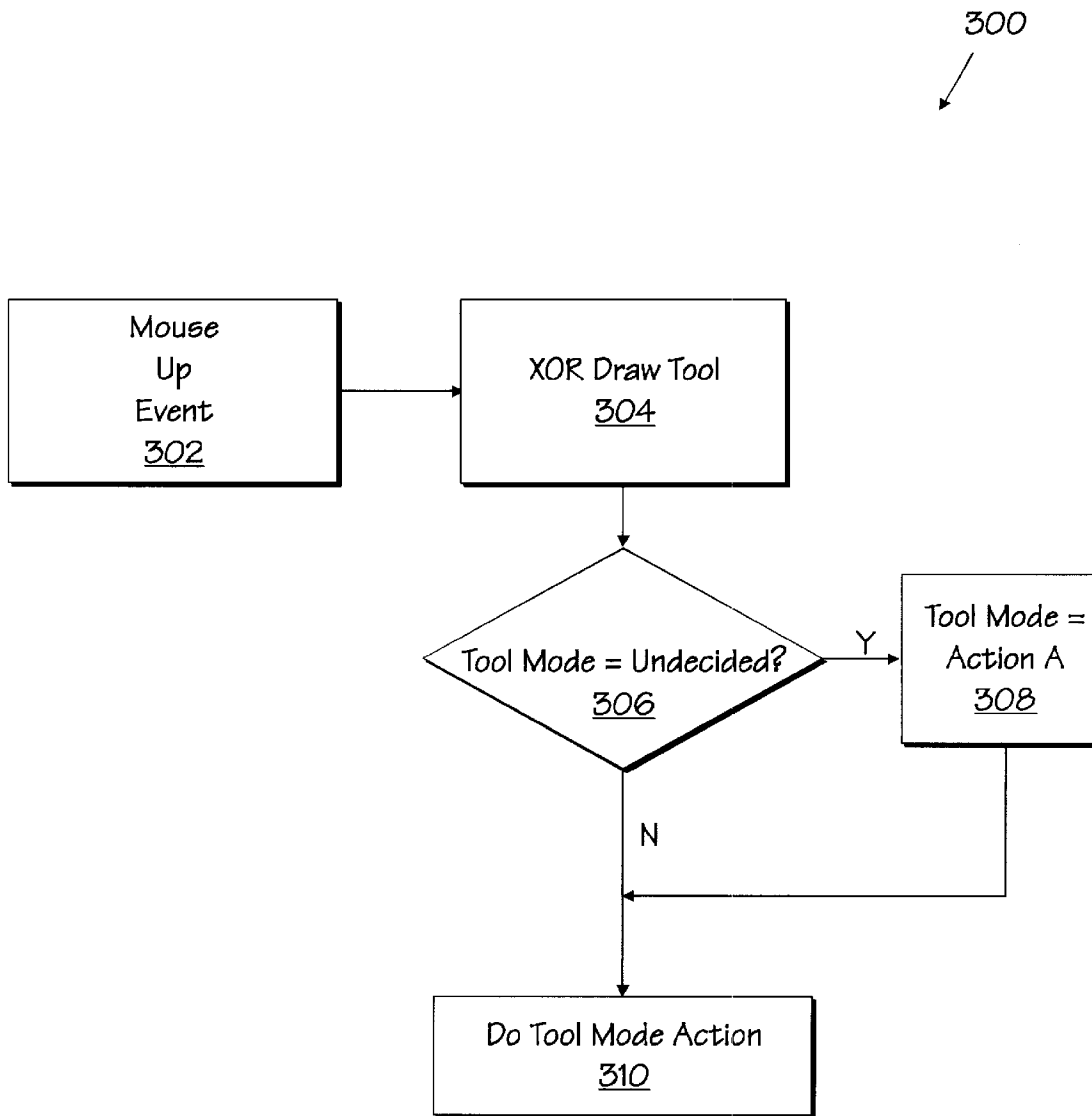 300
Mouse
Up
Event
302
XOR Draw Tool
304
Tool Mode = Undecided?
306
Y
Tool Mode =
Action A
308
N
Do Tool Mode Action
310